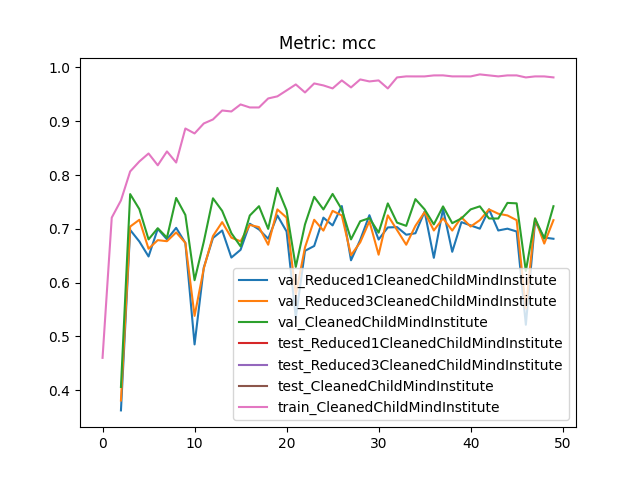 Metric: mcc
1.0
0.9
0.8
0.7
0.6
0.5
0.4
val_Reduced1CleanedChildMindInstitute
val_Reduced3CleanedChildMindInstitute
val_CleanedChildMindInstitute
test_Reduced1CleanedChildMindInstitute
test_Reduced3CleanedChildMindInstitute
test_CleanedChildMindInstitute
train_CleanedChildMindInstitute
0 10 20 30 40 50